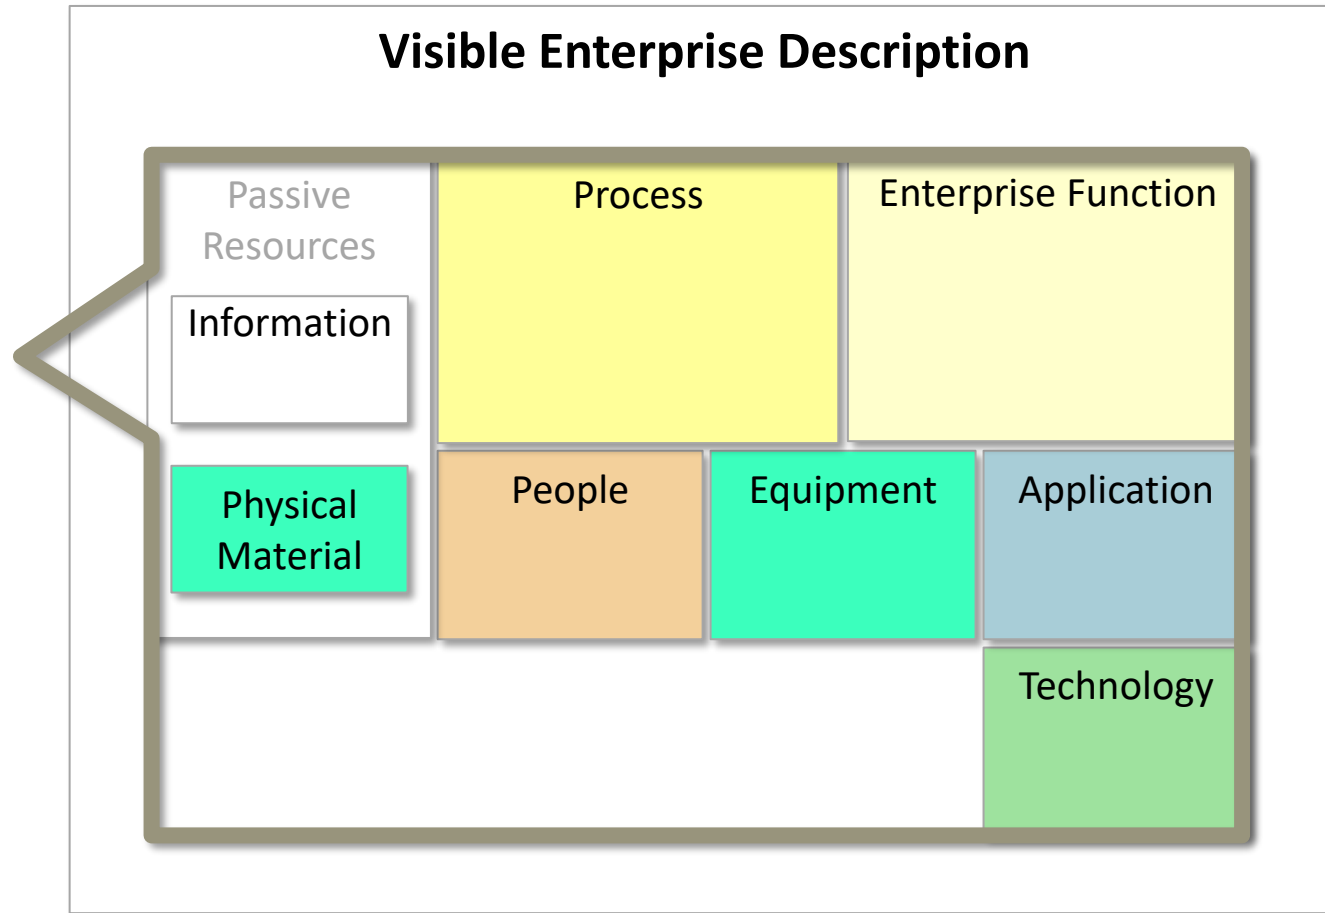 Visible Enterprise Description
Passive
Resources
Information
Physical
Material
Process
Enterprise Function
People
Equipment
Application
Technology